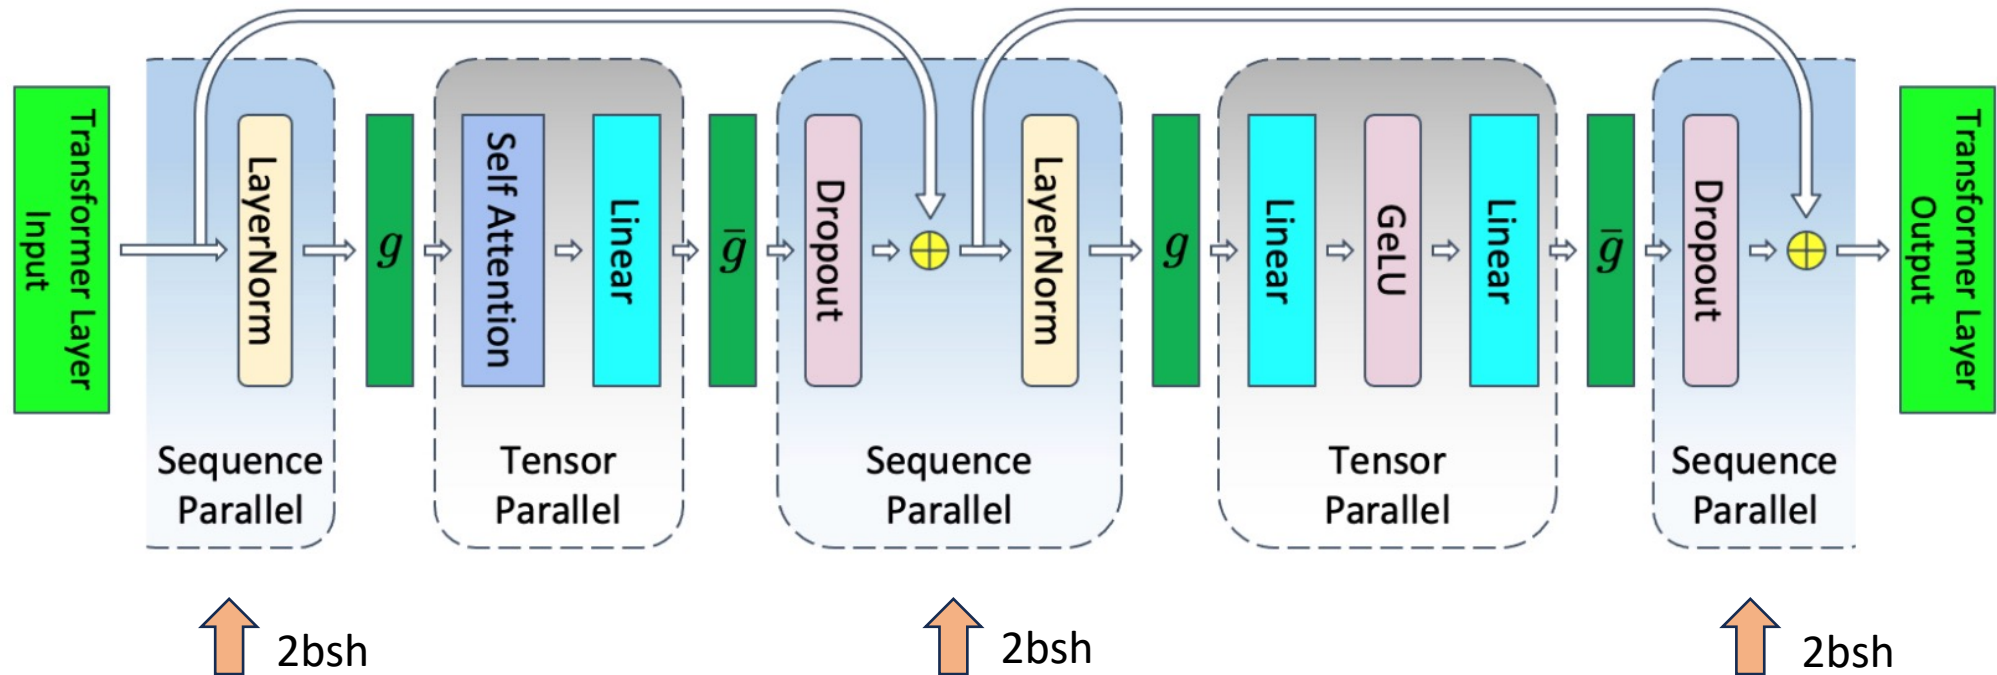 Transformer Layer
Input
LayerNorm
Sequence
Parallel
g
Self Attention
Linear
Tensor
Parallel
ḡ
Dropout
LayerNorm
Sequence
Parallel
g
Linear
GeLU
Linear
Tensor
Parallel
ḡ
Dropout
Sequence
Parallel
Transformer Layer
Output
2bsh
2bsh
2bsh